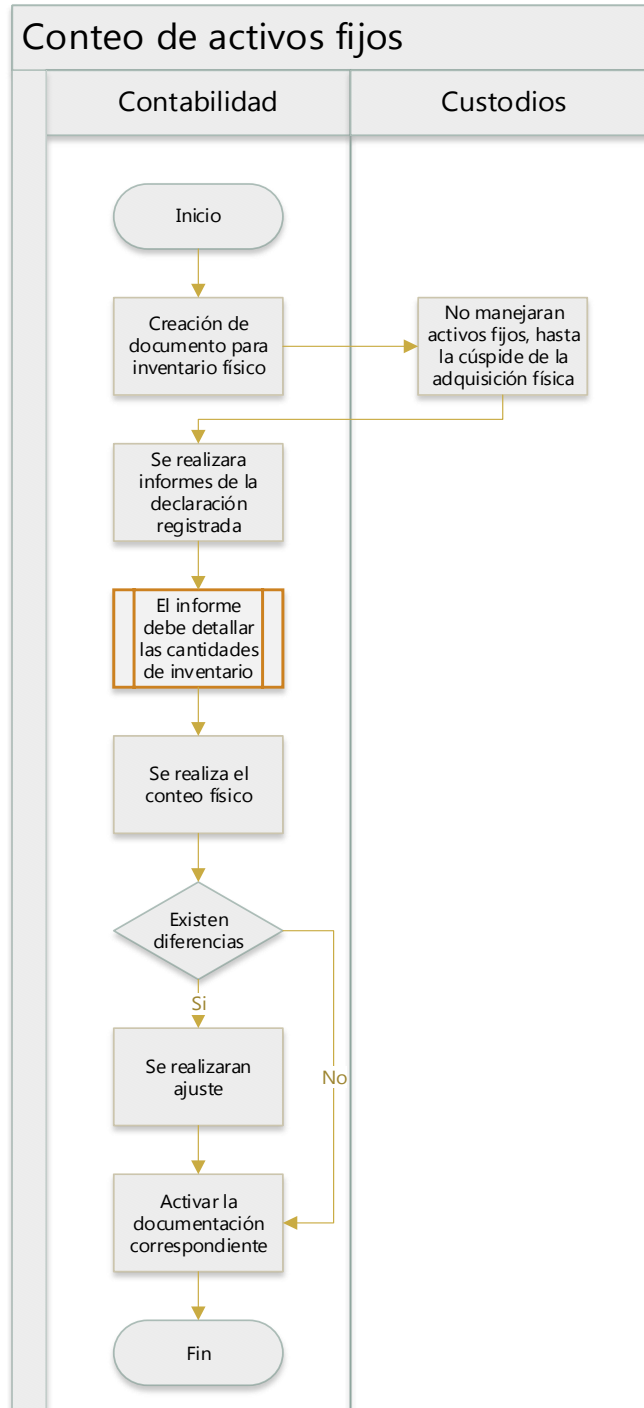 Conteo de activos fijos
Contabilidad
Custodios
Inicio
Creación de
documento para
inventario físico
No manejaran
activos fijos, hasta
la cúspide de la
adquisición física
Se realizara
informes de la
declaración
registrada
El informe
debe detallar
las cantidades
de inventario
Se realiza el
conteo físico
Existen
diferencias
Si
No
Se realizaran
ajuste
Activar la
documentación
correspondiente
Fin